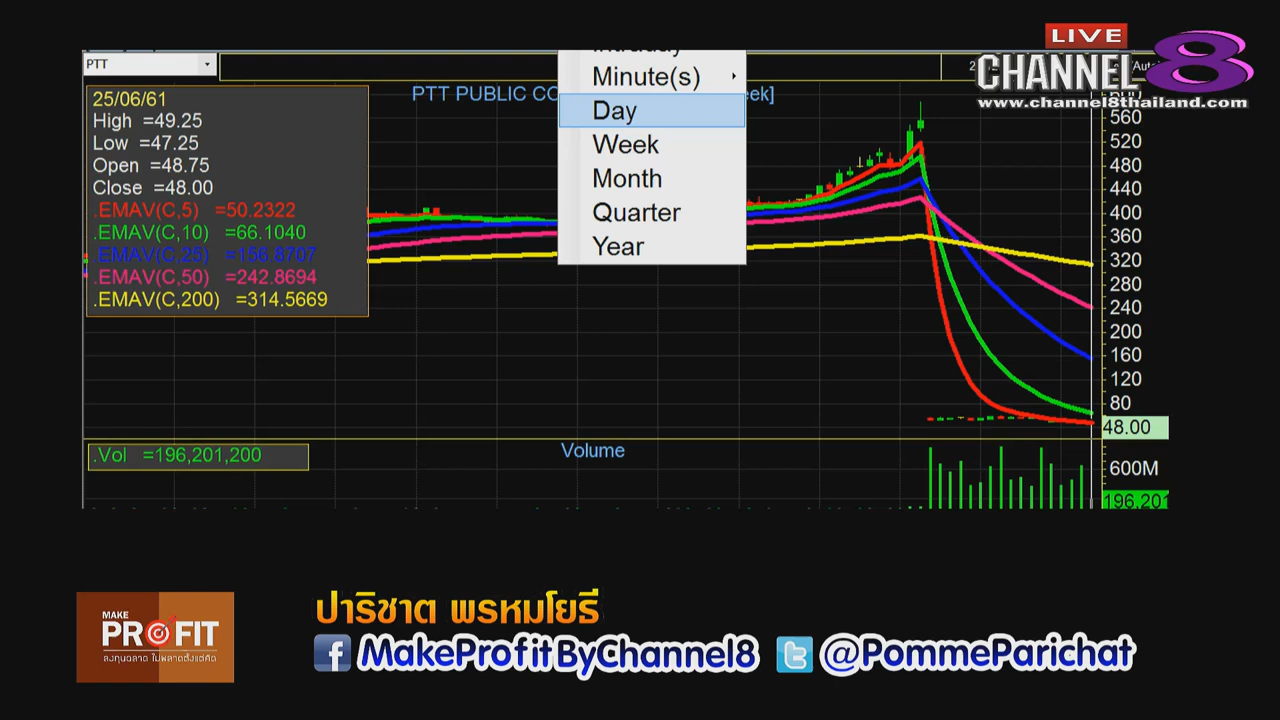 LIVE
CHANNEL 8
www.channel8thailand.com
PTT
PTT PUBLIC CO
25/06/61
High =49.25
Low =47.25
Open =48.75
Close =48.00
.EMAV(C,5) =50.2322
.EMAV(C,10) =66.1040
.EMAV(C,25) =156.8707
.EMAV(C,50) =242.8694
.EMAV(C,200) =314.5669
Minute(s)
Day
Week
Month
Quarter
Year
560
520
480
440
400
360
320
280
240
200
160
120
80
48.00
.Vol =196,201,200
Volume
600M
196,201
MAKE
PROFIT
ลงทุนฉลาด ไม่พลาดตั้งแต่คิด
ปาริชาต พรหมโยธี
MakeProfitByChannel8
@PommeParichat